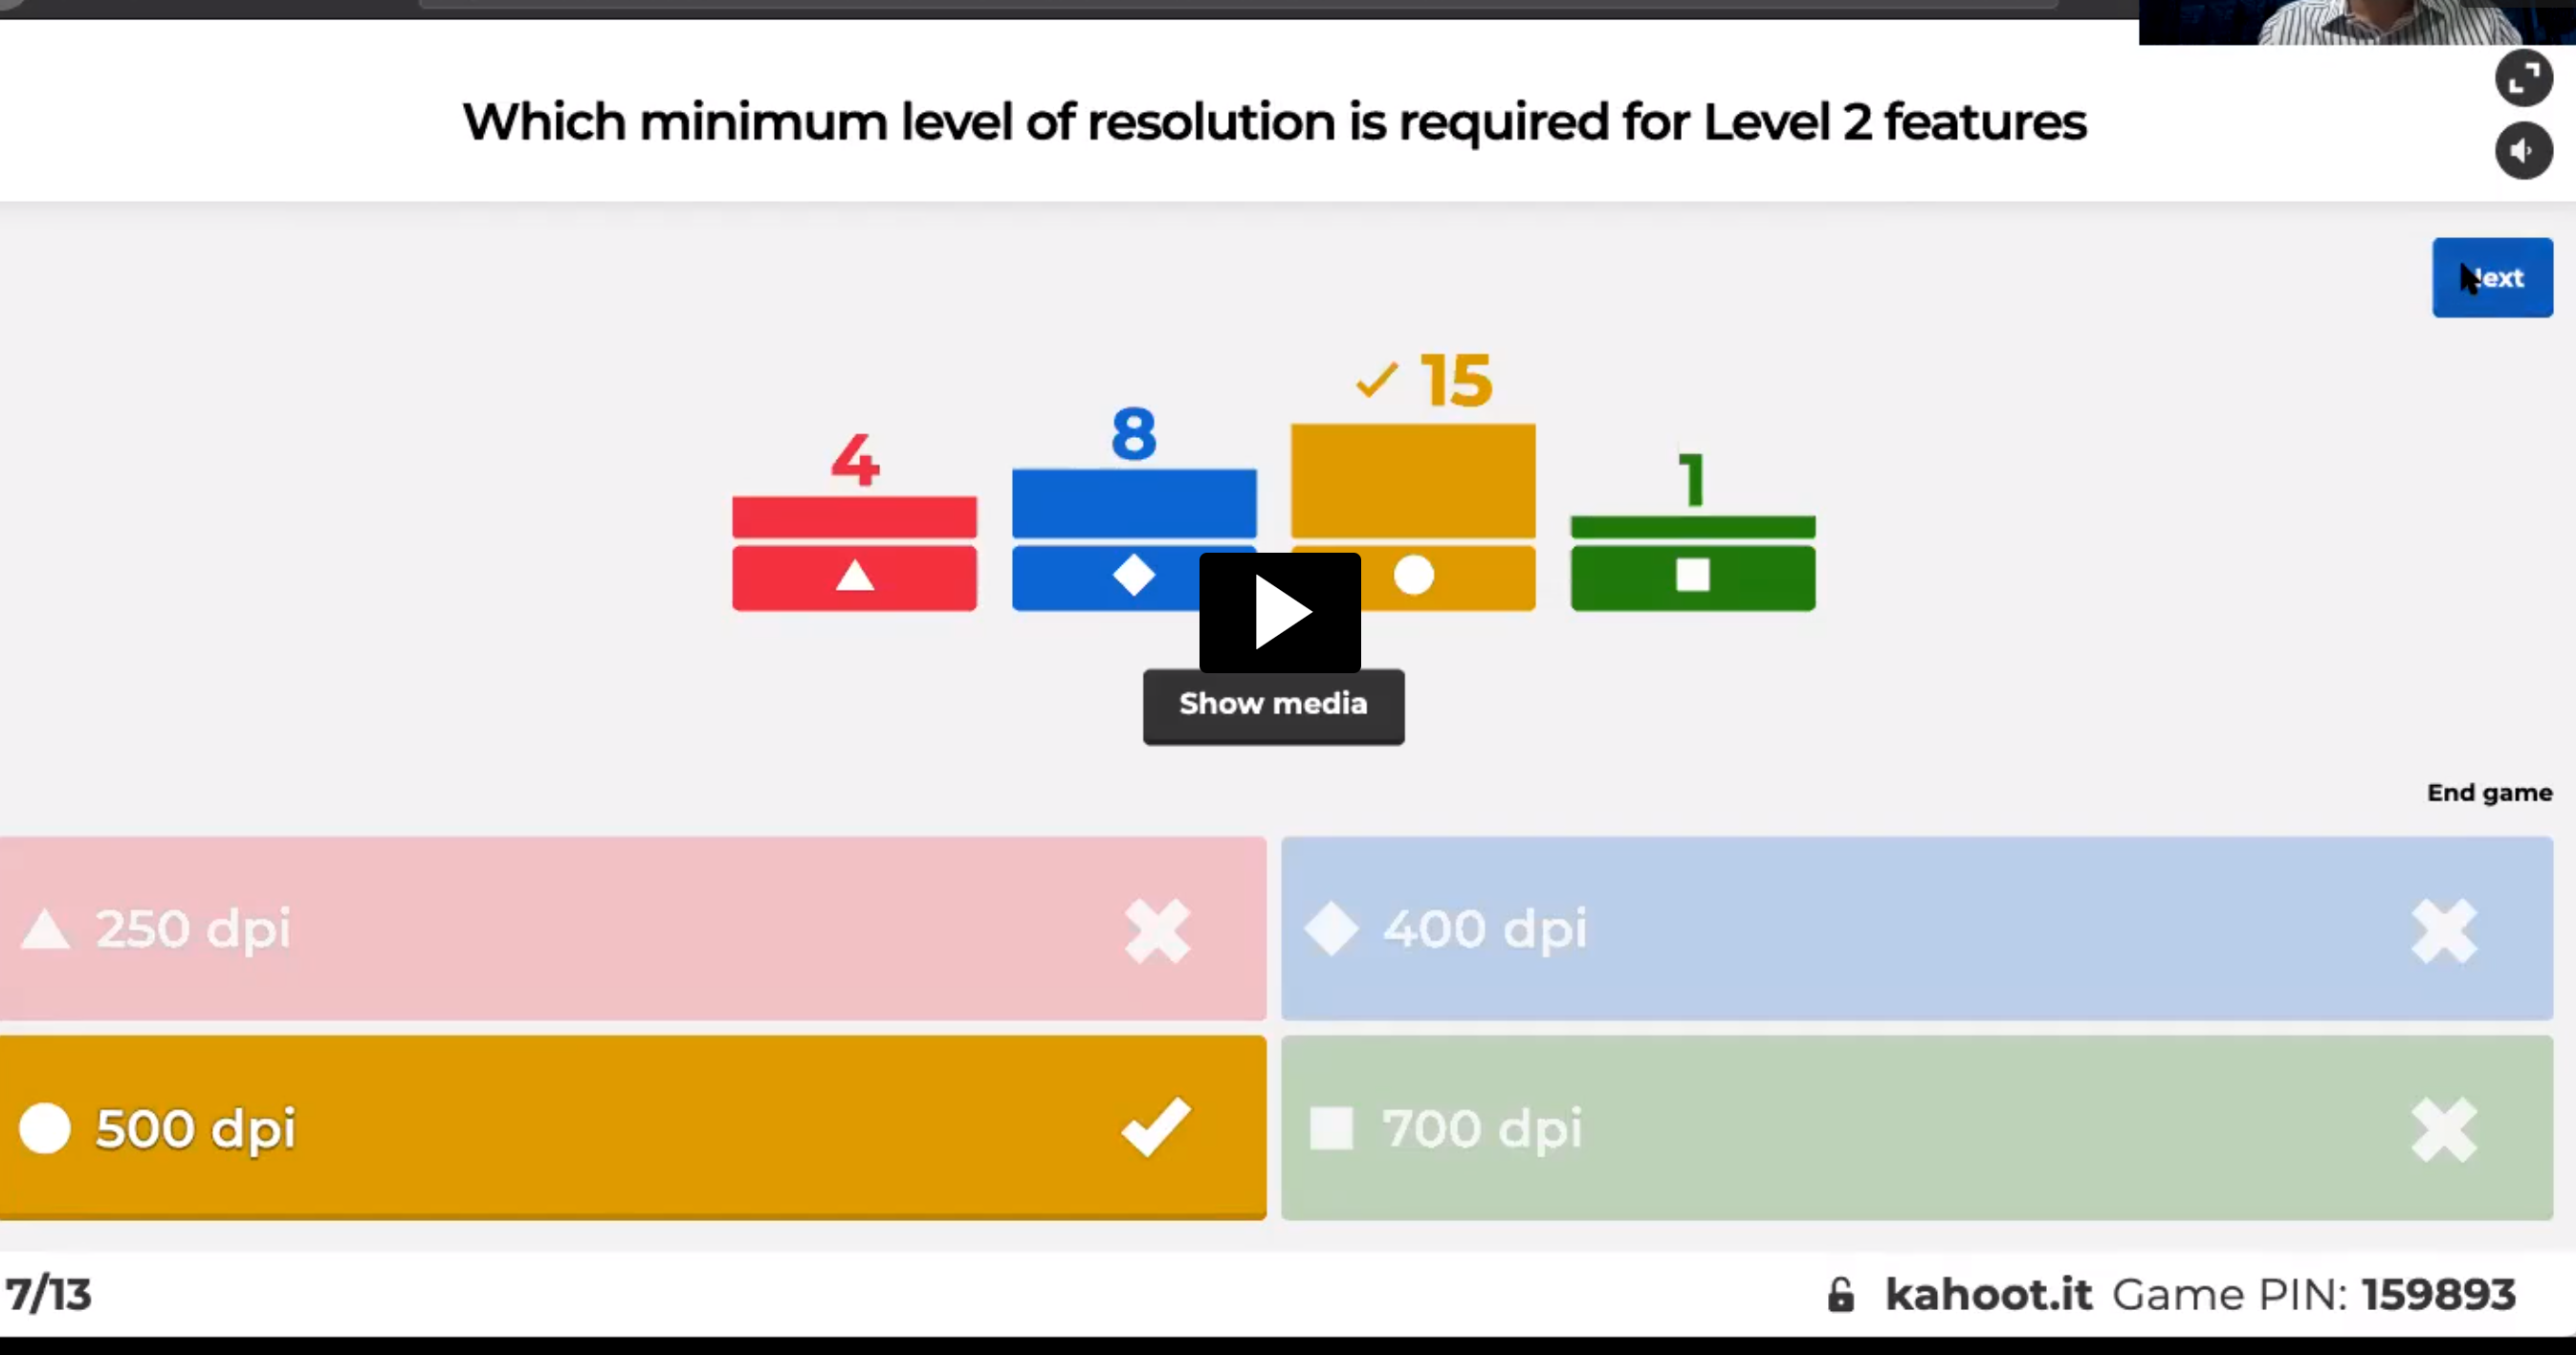 Which minimum level of resolution is required for Level 2 features
Next
4
8
15
1
Show media
End game
250 dpi
400 dpi
500 dpi
700 dpi
7/13
kahoot.it Game PIN: 159893